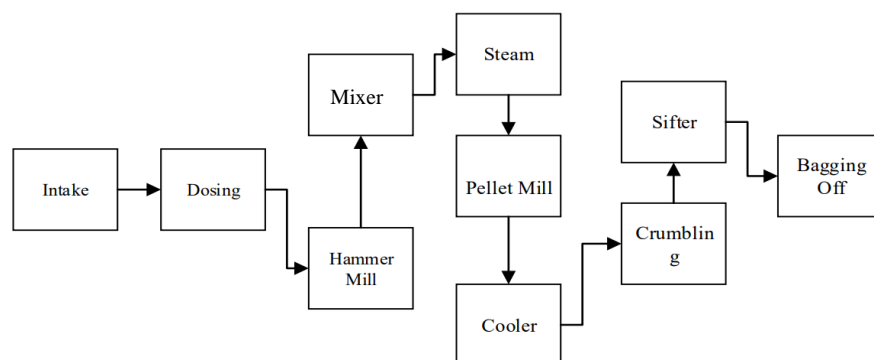 Intake
Dosing
Hammer
Mill
Mixer
Steam
Pellet Mill
Cooler
Crumblin
g
Sifter
Bagging
Off